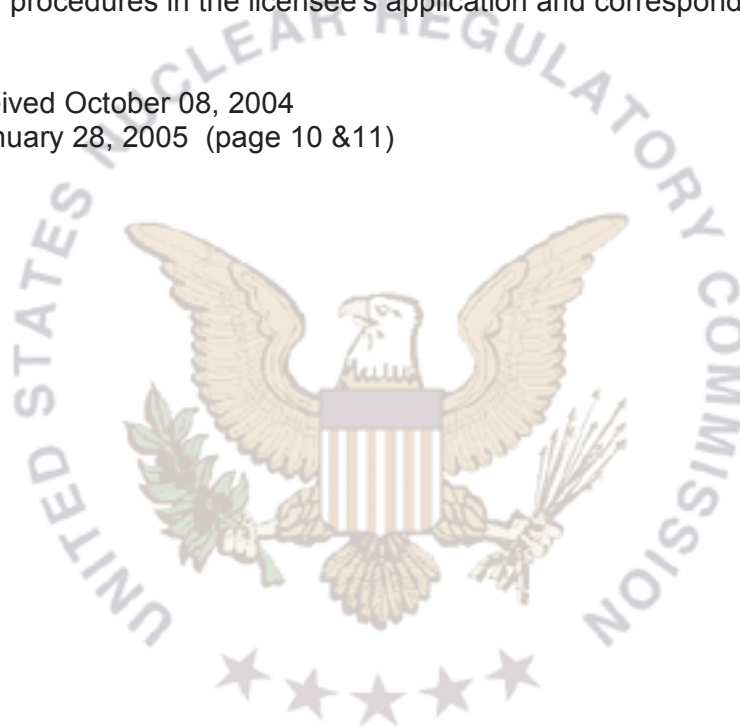 procedures in the licensee's application and correspond
ived October 08, 2004
nuary 28, 2005 (page 10 &11)
UNITED STATES NUCLEAR REGULATORY COMMISSION